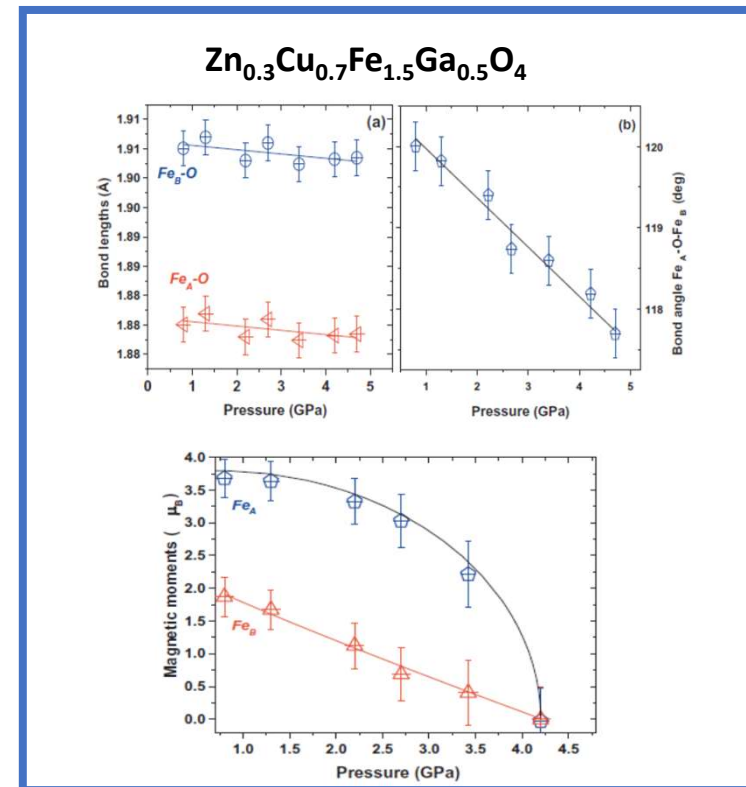 Zn0.3Cu0.7Fe1.5Ga0.5O4
(a)
(b)
1.91
1.91
1.90
1.90
1.89
1.89
1.88
1.88
1.88
Bond lengths (Å)
FeB-O
FeA-O
0 1 2 3 4 5
Pressure (GPa)
120
119
118
Bond angle FeA-O-FeB (deg)
1 2 3 4 5
Pressure (GPa)
4.0
3.5
3.0
2.5
2.0
1.5
1.0
0.5
0.0
Magnetic moments ( μB)
FeA
FeB
1.0 1.5 2.0 2.5 3.0 3.5 4.0 4.5
Pressure (GPa)